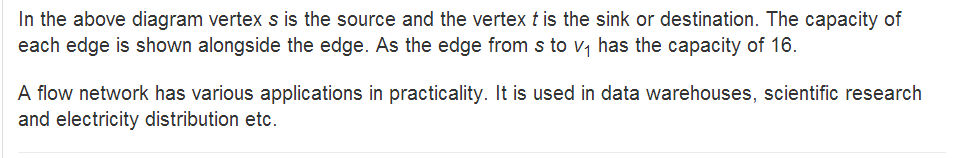 In the above diagram vertex s is the source and the vertex t is the sink or destination. The capacity of
each edge is shown alongside the edge. As the edge from s to v₁ has the capacity of 16.
A flow network has various applications in practicality. It is used in data warehouses, scientific research
and electricity distribution etc.